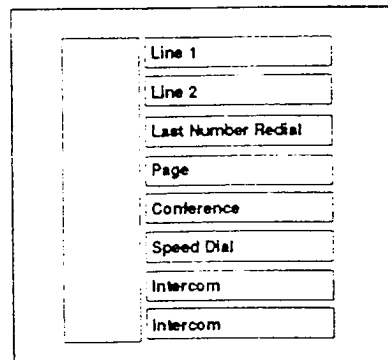 Line 1
Line 2
Last Number Redial
Page
Conference
Speed Dial
Intercom
Intercom